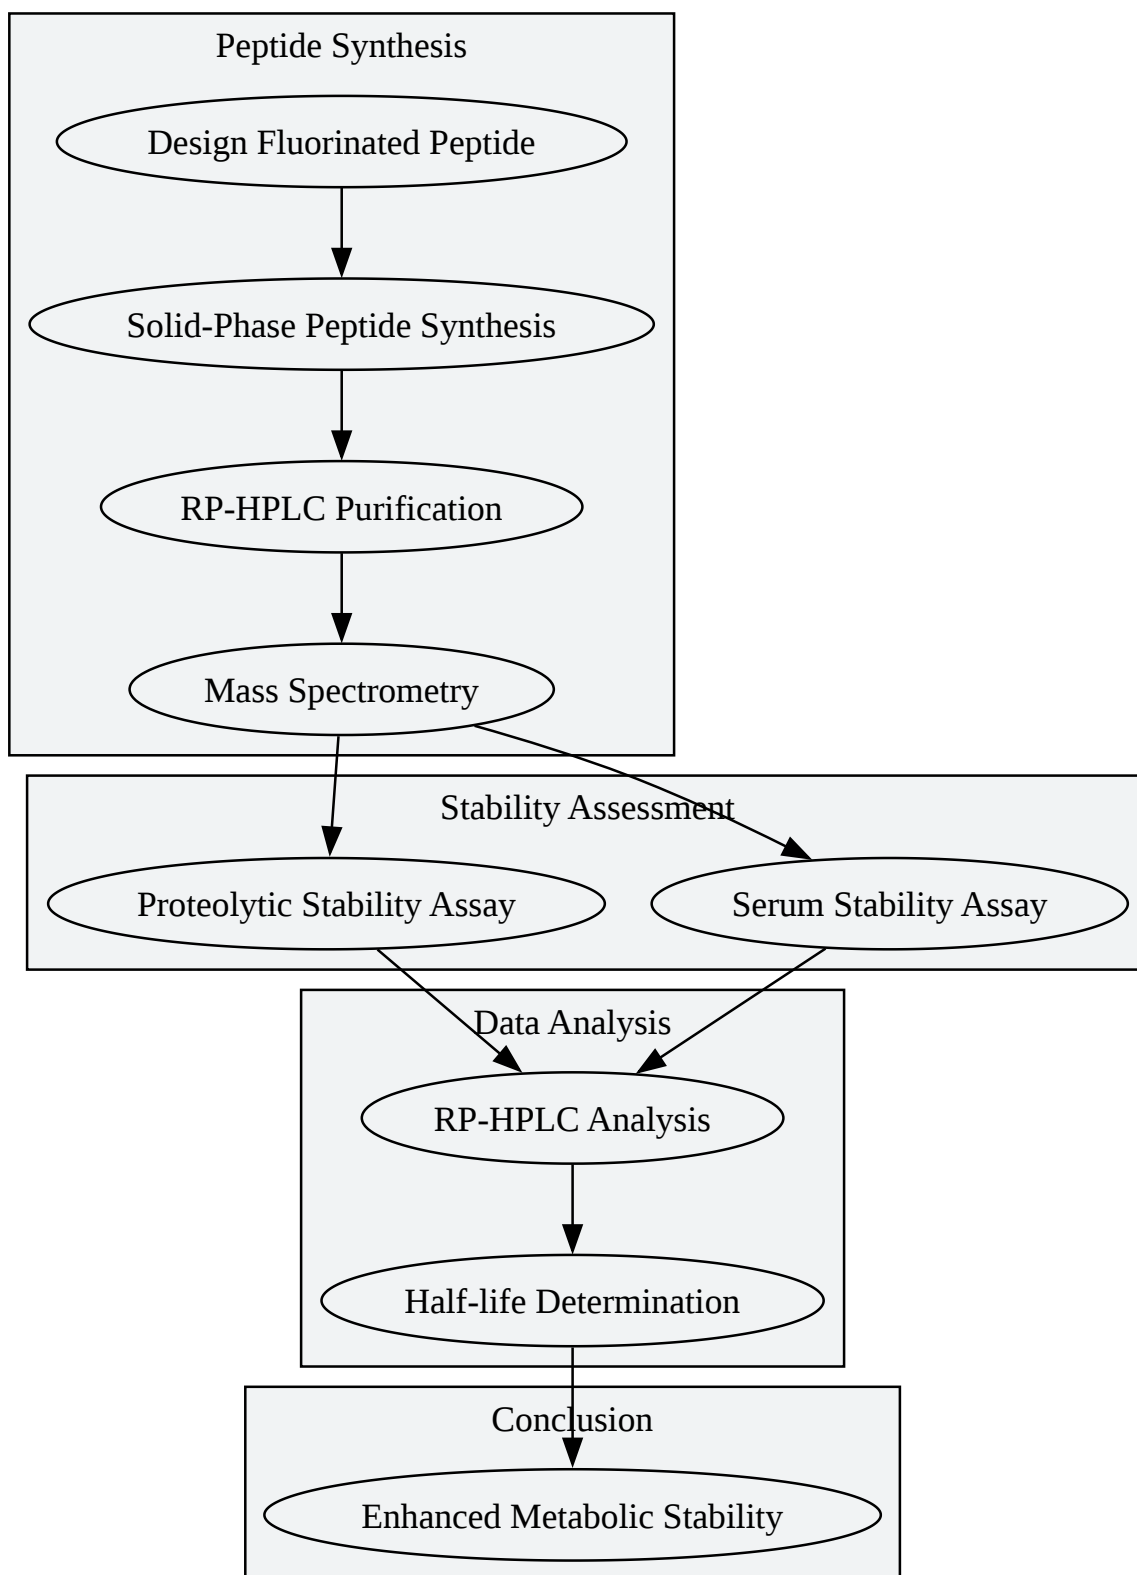 Peptide Synthesis
Design Fluorinated Peptide
Solid-Phase Peptide Synthesis
RP-HPLC Purification
Mass Spectrometry
Stability Assessment
Proteolytic Stability Assay
Serum Stability Assay
Data Analysis
RP-HPLC Analysis
Half-life Determination
Conclusion
Enhanced Metabolic Stability